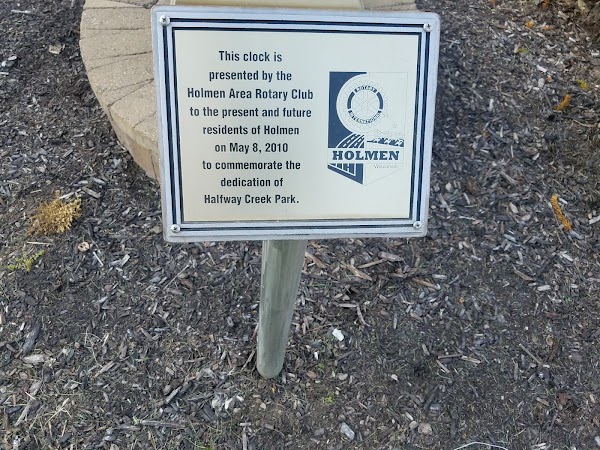 This clock is
presented by the
Holmen Area Rotary Club
to the present and future
residents of Holmen
on May 8, 2010
to commemorate the
dedication of
Halfway Creek Park.
ROTARY
INTERNATIONAL
HOLMEN